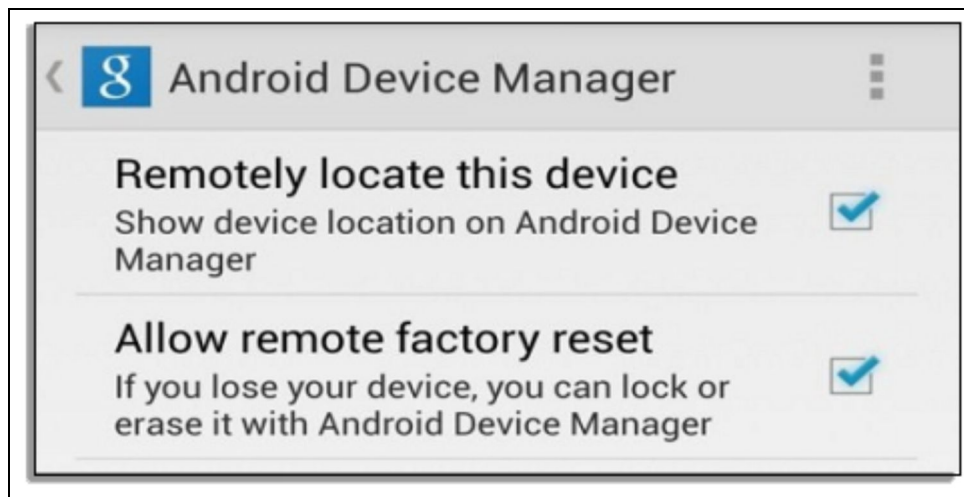 g Android Device Manager
Remotely locate this device
Show device location on Android Device
Manager
Allow remote factory reset
If you lose your device, you can lock or
erase it with Android Device Manager